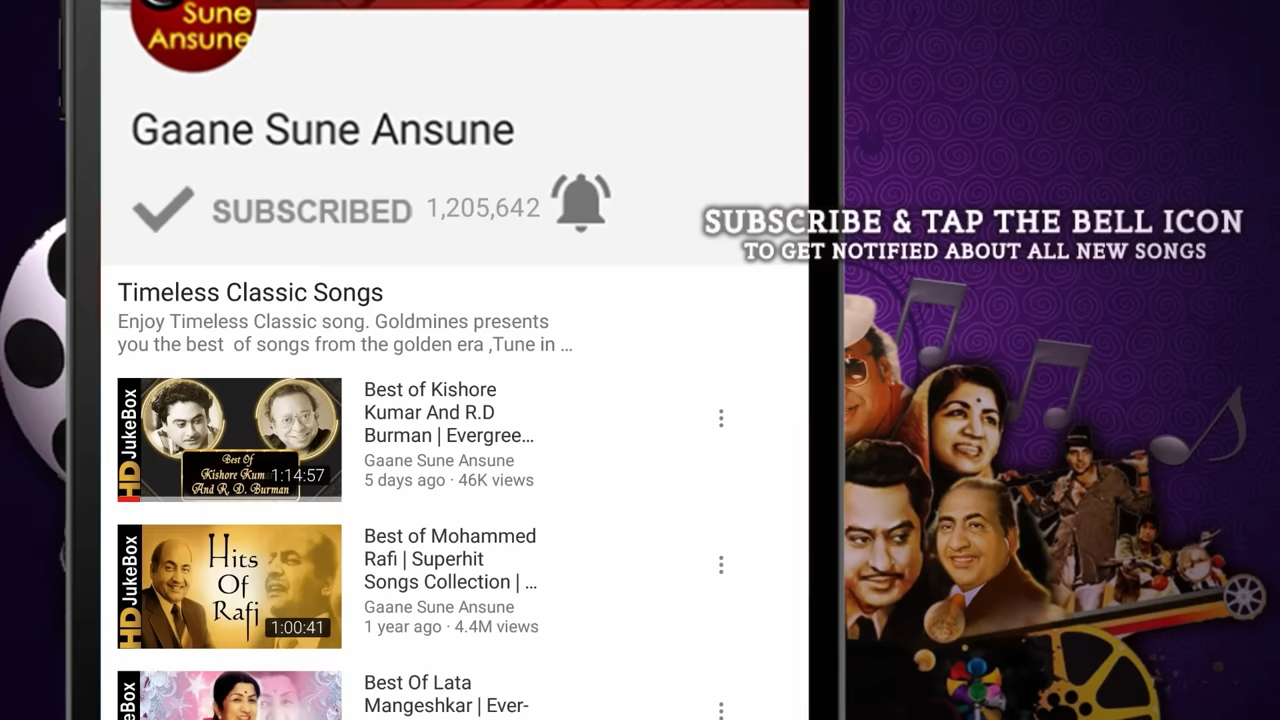 Sune
Ansune
Gaane Sune Ansune
SUBSCRIBED 1,205,642
SUBSCRIBE & TAP THE BELL ICON
TO GET NOTIFIED ABOUT ALL NEW SONGS
Timeless Classic Songs
Enjoy Timeless Classic song. Goldmines presents
you the best of songs from the golden era ,Tune in ...
HD JukeBox
Best Of
Kishore Kum
And R. D. Burman
1:14:57
Best of Kishore
Kumar And R.D
Burman | Evergree...
Gaane Sune Ansune
5 days ago · 46K views
HD JukeBox
Hits
Of
Rafi
1:00:41
Best of Mohammed
Rafi | Superhit
Songs Collection | ...
Gaane Sune Ansune
1 year ago · 4.4M views
eBox
Best Of Lata
Mangeshkar | Ever-